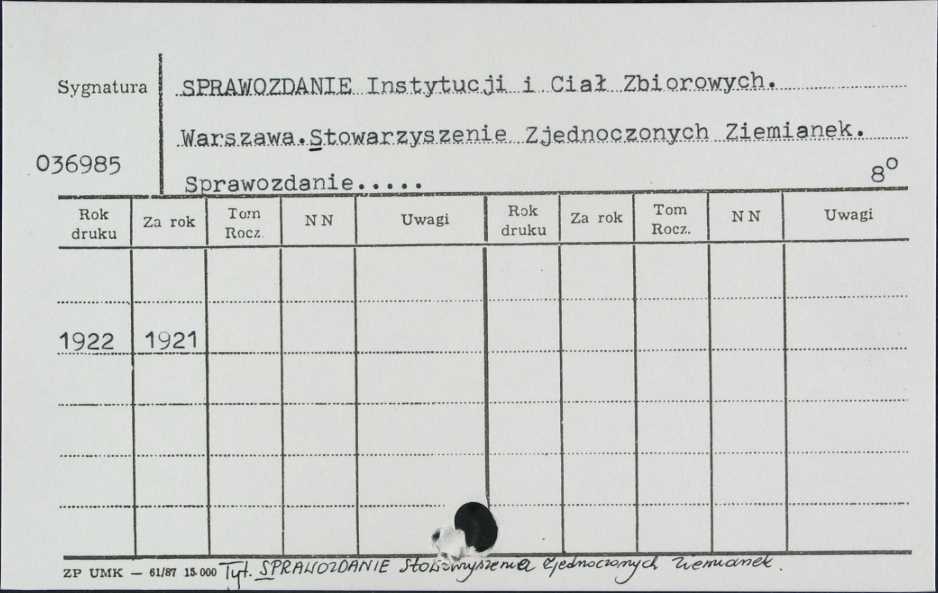 Sygnatura SPRAWOZDANIE Instytucji i Ciał Zbiorowych.
Warszawa.Stowarzyszenie Zjednoczonych Ziemianek.
036985
Sprawozdanie..... 8o
Rok druku Za rok Tom Rocz. N N Uwagi Rok druku Za rok Tom Rocz. N N Uwagi
1922 1921
ZP UMK — 61/87 15.000 Tyt. SPRAWOZDANIE Stowarzyszenia Zjednoczonych Ziemianek.